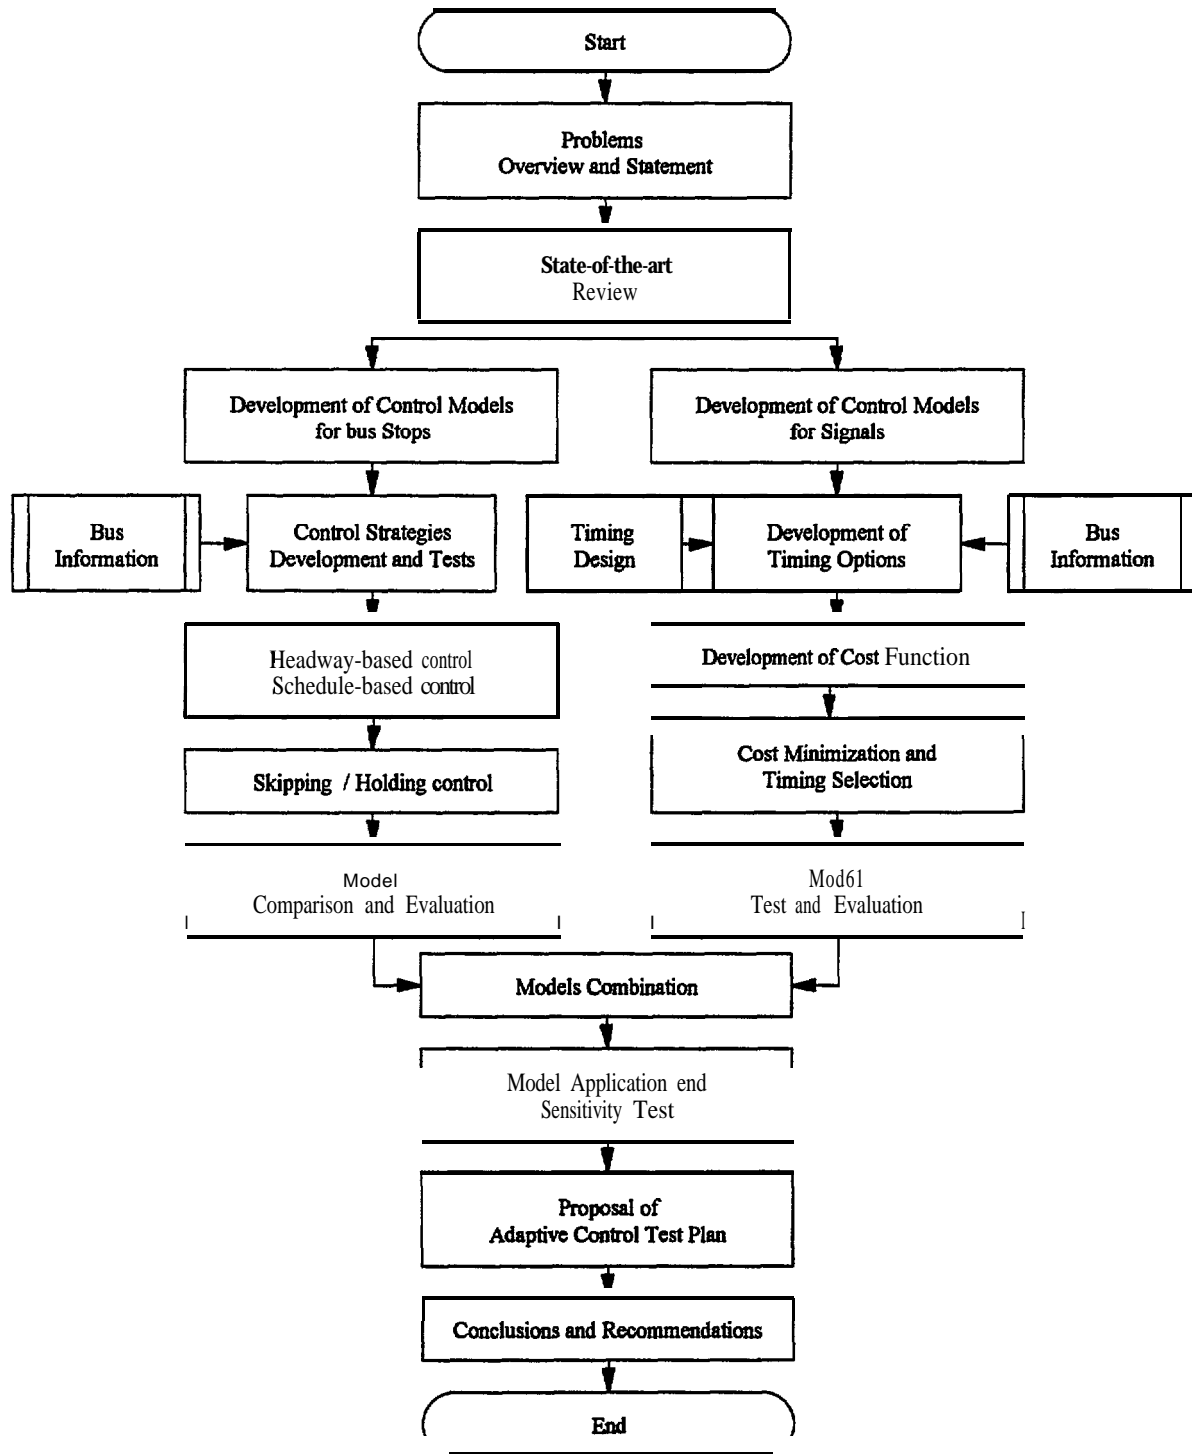 Start
Problems
Overview and Statement
State-of-the-art
Review
Development of Control Models
for bus Stops
Development of Control Models
for Signals
Bus
Information
Control Strategies
Development and Tests
Timing
Design
Development of
Timing Options
Bus
Information
Headway-based control
Schedule-based control
Development of Cost Function
Skipping / Holding control
Cost Minimization and
Timing Selection
Model
Comparison and Evaluation
Mod61
Test and Evaluation
Models Combination
Model Application end
Sensitivity Test
Proposal of
Adaptive Control Test Plan
Conclusions and Recommendations
End